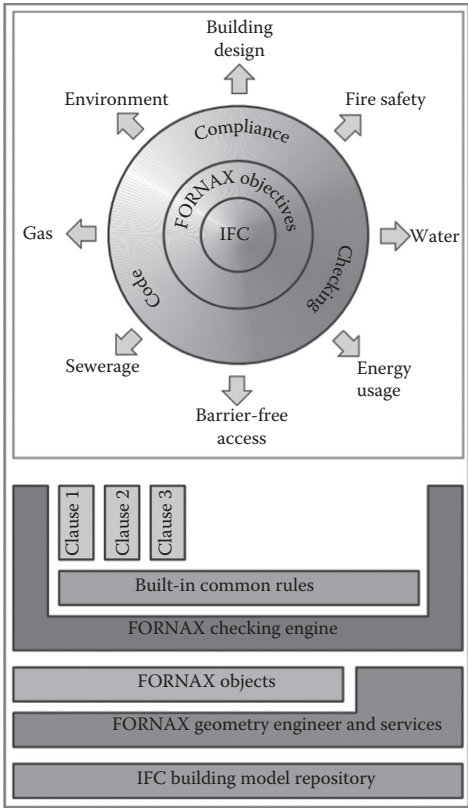 Building
design
Environment
Fire safety
Compliance
FORNAX objectives
IFC
Gas
Water
Code
Checking
Sewerage
Energy
usage
Barrier-free
access
Clause 1
Clause 2
Clause 3
Built-in common rules
FORNAX checking engine
FORNAX objects
FORNAX geometry engineer and services
IFC building model repository